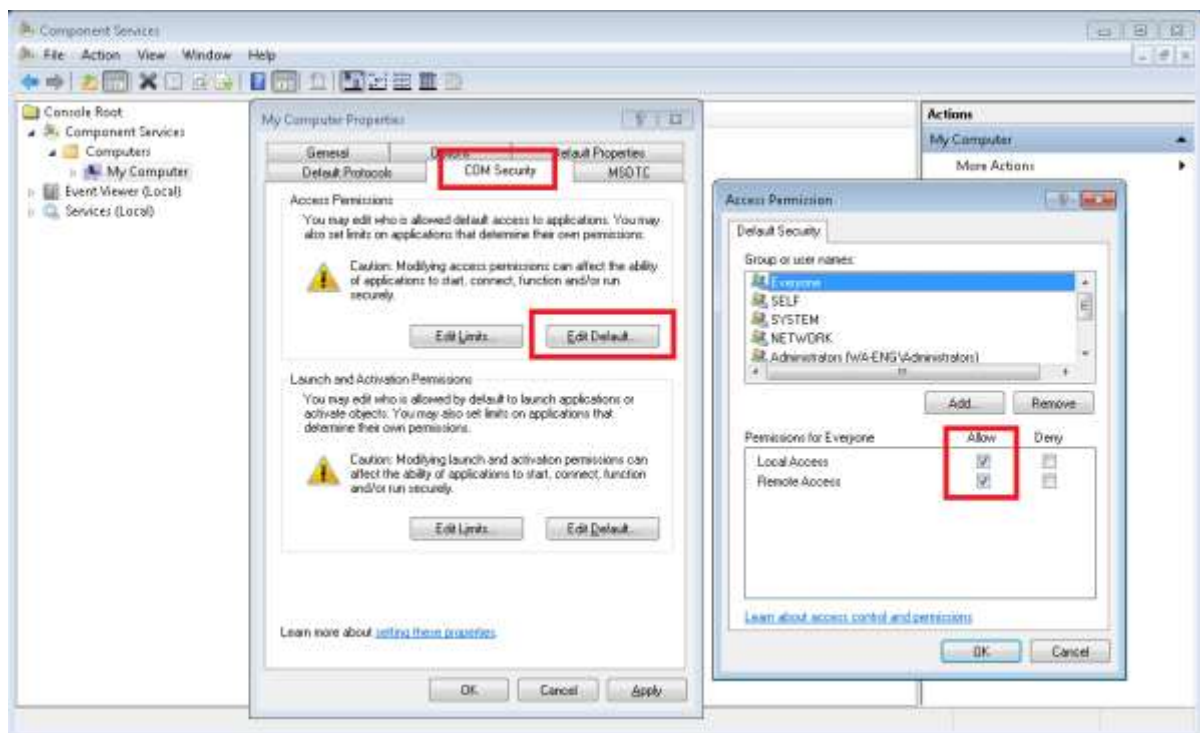 Component Services
File Action View Window Help
Console Root
Component Services
Computers
My Computer
Event Viewer (Local)
Services (Local)
My Computer Properties
General Options Default Properties
Default Protocols COM Security MSDTC
Access Permissions
You may edit who is allowed default access to applications. You may
also set limits on applications that determine their own permissions.
Caution: Modifying access permissions can affect the ability
of applications to start, connect, function and/or run
securely.
Edit Limits... Edit Default...
Launch and Activation Permissions
You may edit who is allowed by default to launch applications or
activate objects. You may also set limits on applications that
determine their own permissions.
Caution: Modifying launch and activation permissions can
affect the ability of applications to start, connect, function
and/or run securely.
Edit Limits... Edit Default...
Learn more about setting these properties.
OK Cancel Apply
Actions
My Computer
More Actions
Access Permission
Default Security
Group or user names:
Everyone
SELF
SYSTEM
NETWORK
Administrators (WA-ENG\Administrators)
Add... Remove
Permissions for Everyone Allow Deny
Local Access
Remote Access
Learn about access control and permissions
OK Cancel